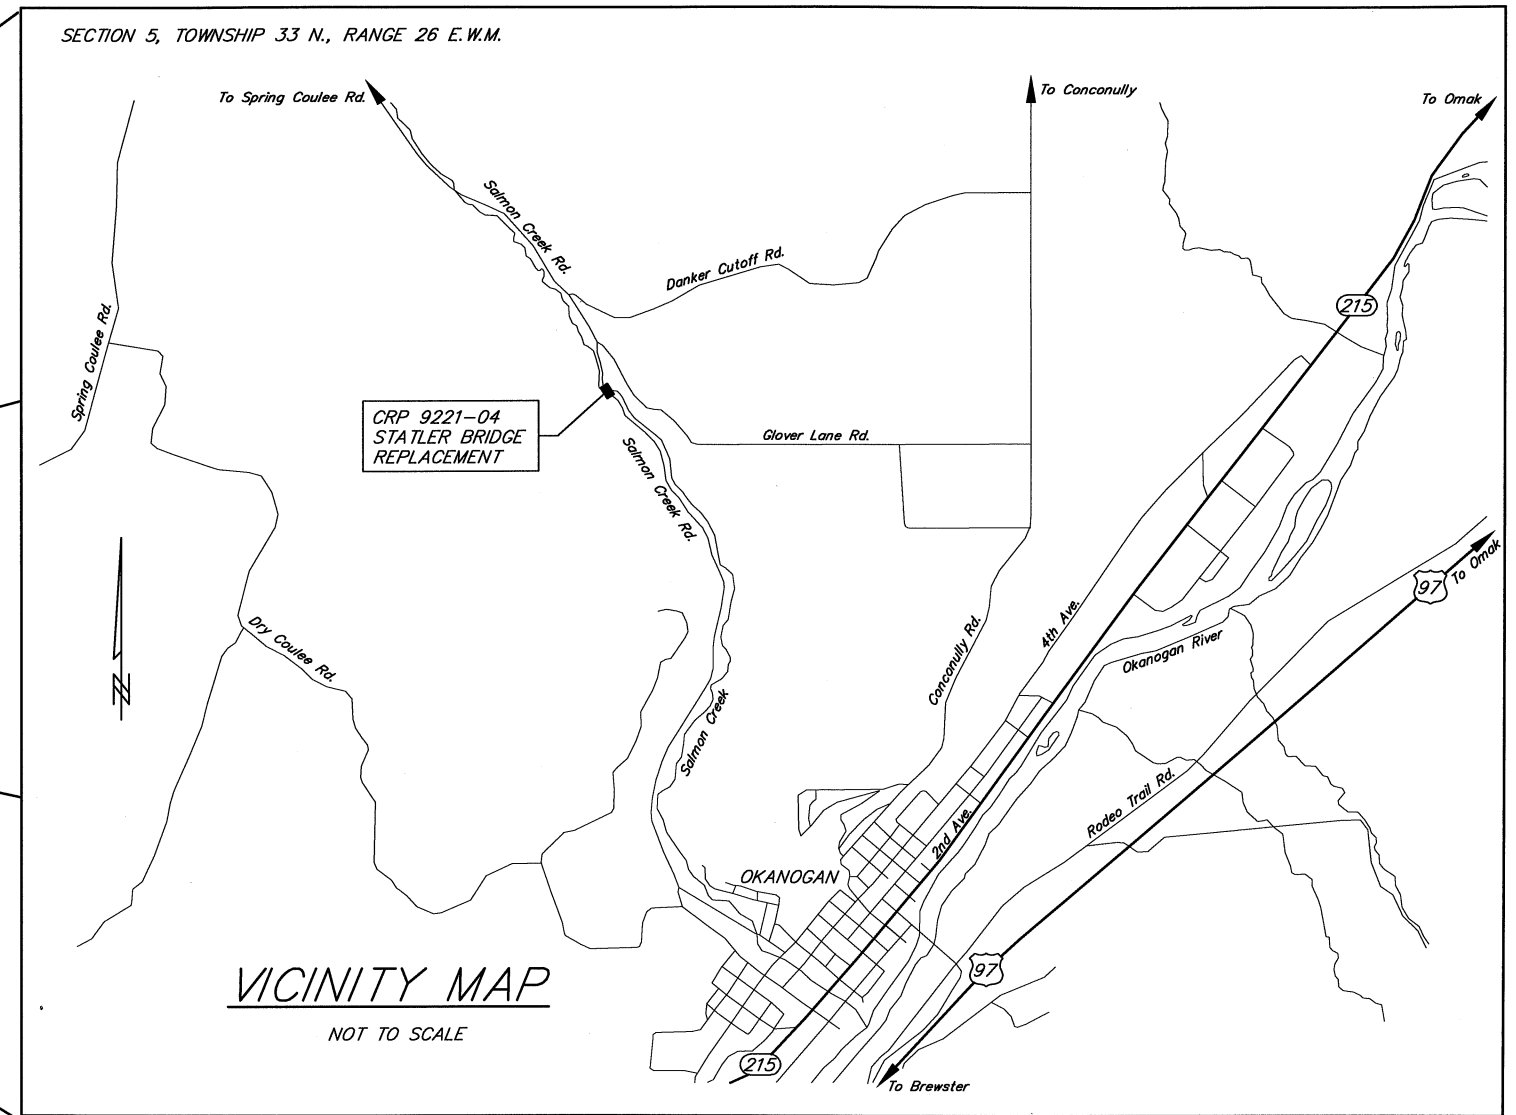 SECTION 5, TOWNSHIP 33 N., RANGE 26 E.W.M.
To Spring Coulee Rd.
To Conconully
To Omak
Salmon Creek Rd.
Danker Cutoff Rd.
215
Spring Coulee Rd.
CRP 9221-04
STATLER BRIDGE
REPLACEMENT
Glover Lane Rd.
Salmon Creek Rd.
To Omak
97
N
Dry Coulee Rd.
4th Ave.
Okanogan River
Conconully Rd.
Salmon Creek
Rodeo Trail Rd.
2nd Ave.
OKANOGAN
97
VICINITY MAP
NOT TO SCALE
215
To Brewster